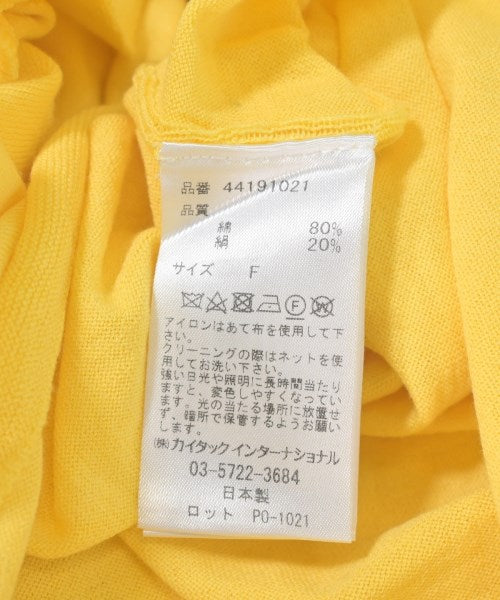 品番 44191021
品質
綿 80%
絹 20%
サイズ F
アイロンはあて布を使用して下
さい。
クリーニングの際はネットを使
用してお洗い下さい。
強い日光や照明に長時間当たり
ますと、変色しやすくなってい
ます。光の当たる場所に放置せ
ず、暗所で保管するようお願い
します。
(株)カイタックインターナショナル
03-5722-3684
日本製
ロット PO-1021